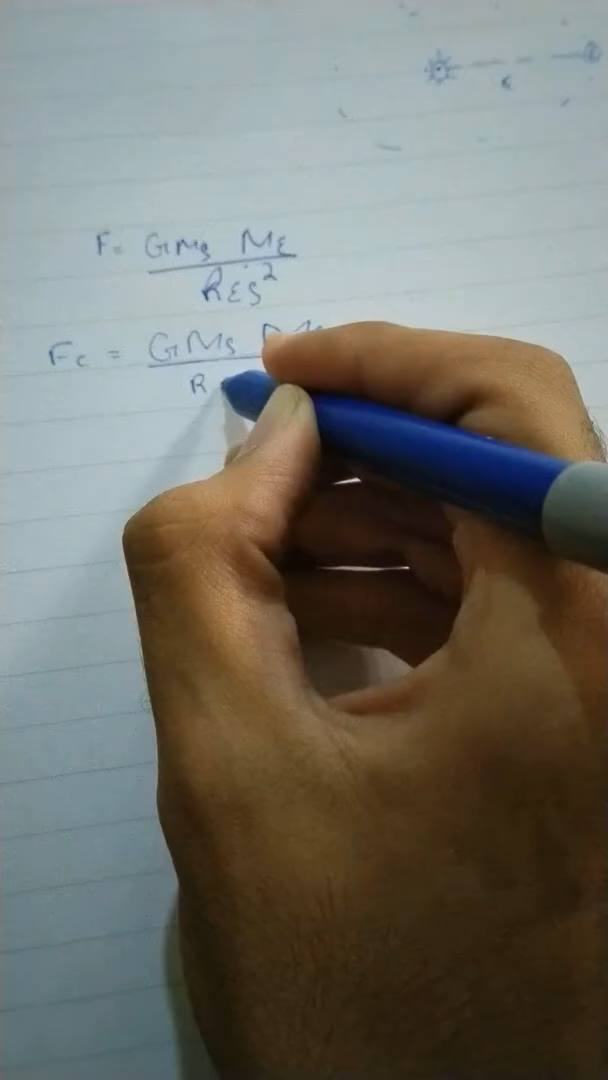 F = GMs ME
REs²
Fc = GMs
R